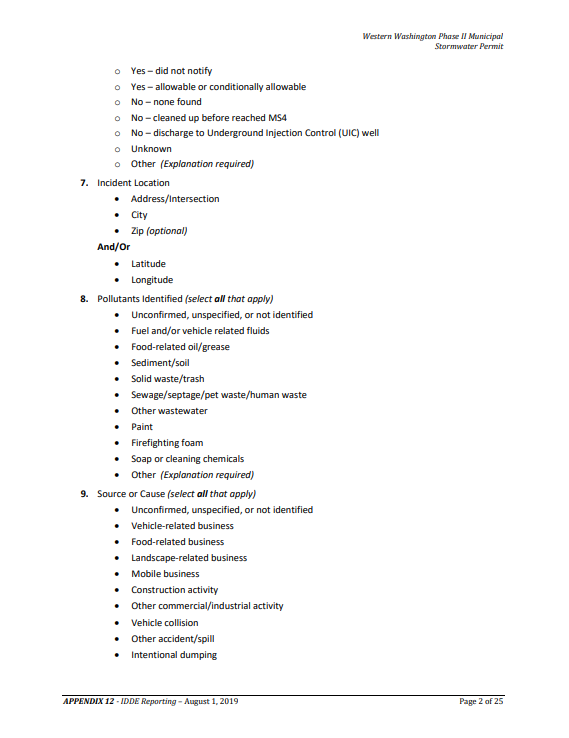 Western Washington Phase II Municipal
Stormwater Permit
o Yes – did not notify
o Yes – allowable or conditionally allowable
o No – none found
o No – cleaned up before reached MS4
o No – discharge to Underground Injection Control (UIC) well
o Unknown
o Other (Explanation required)
7. Incident Location
• Address/Intersection
• City
• Zip (optional)
And/Or
• Latitude
• Longitude
8. Pollutants Identified (select all that apply)
• Unconfirmed, unspecified, or not identified
• Fuel and/or vehicle related fluids
• Food-related oil/grease
• Sediment/soil
• Solid waste/trash
• Sewage/septage/pet waste/human waste
• Other wastewater
• Paint
• Firefighting foam
• Soap or cleaning chemicals
• Other (Explanation required)
9. Source or Cause (select all that apply)
• Unconfirmed, unspecified, or not identified
• Vehicle-related business
• Food-related business
• Landscape-related business
• Mobile business
• Construction activity
• Other commercial/industrial activity
• Vehicle collision
• Other accident/spill
• Intentional dumping
APPENDIX 12 - IDDE Reporting – August 1, 2019 Page 2 of 25